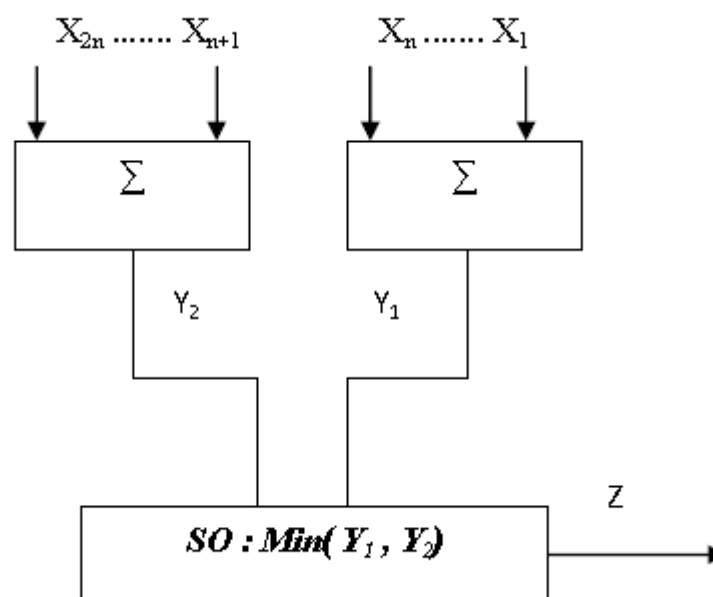 X₂ₙ ....... Xₙ₊₁ Xₙ ....... X₁
∑ ∑
Y₂ Y₁
Z
SO : Min( Y₁ , Y₂)